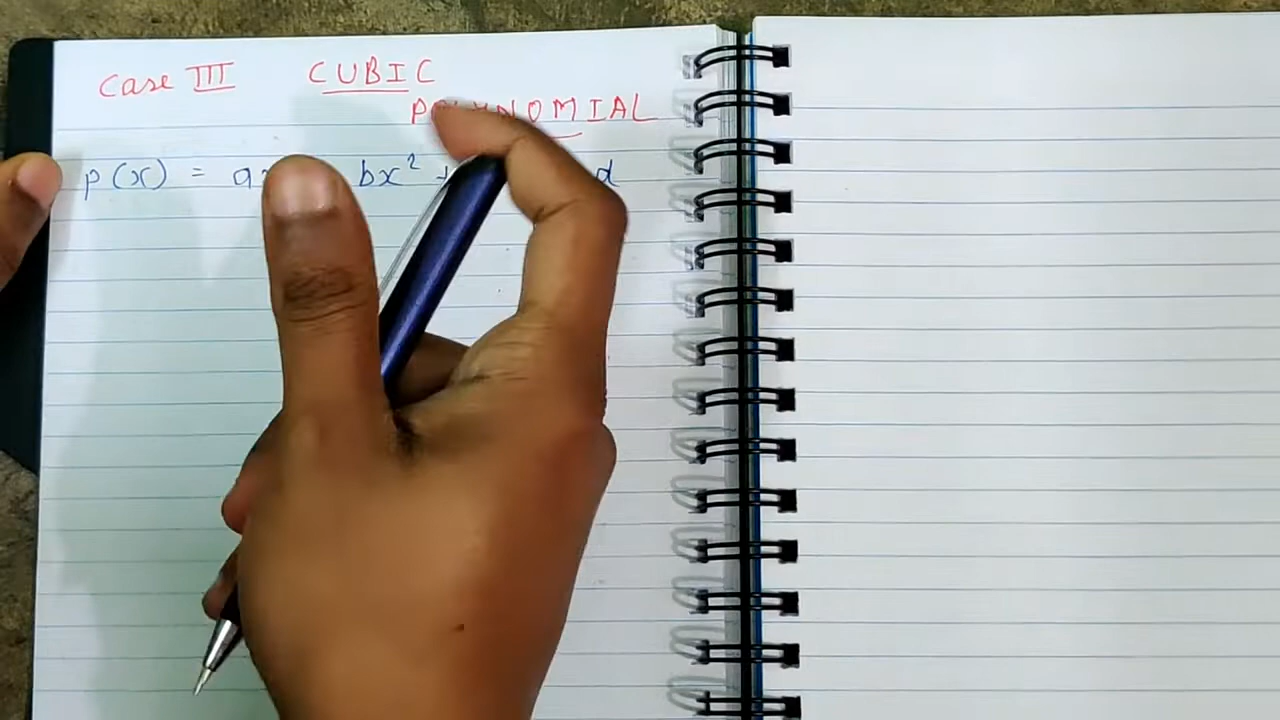 Case III CUBIC
POLYNOMIAL
p(x) = a bx² + d